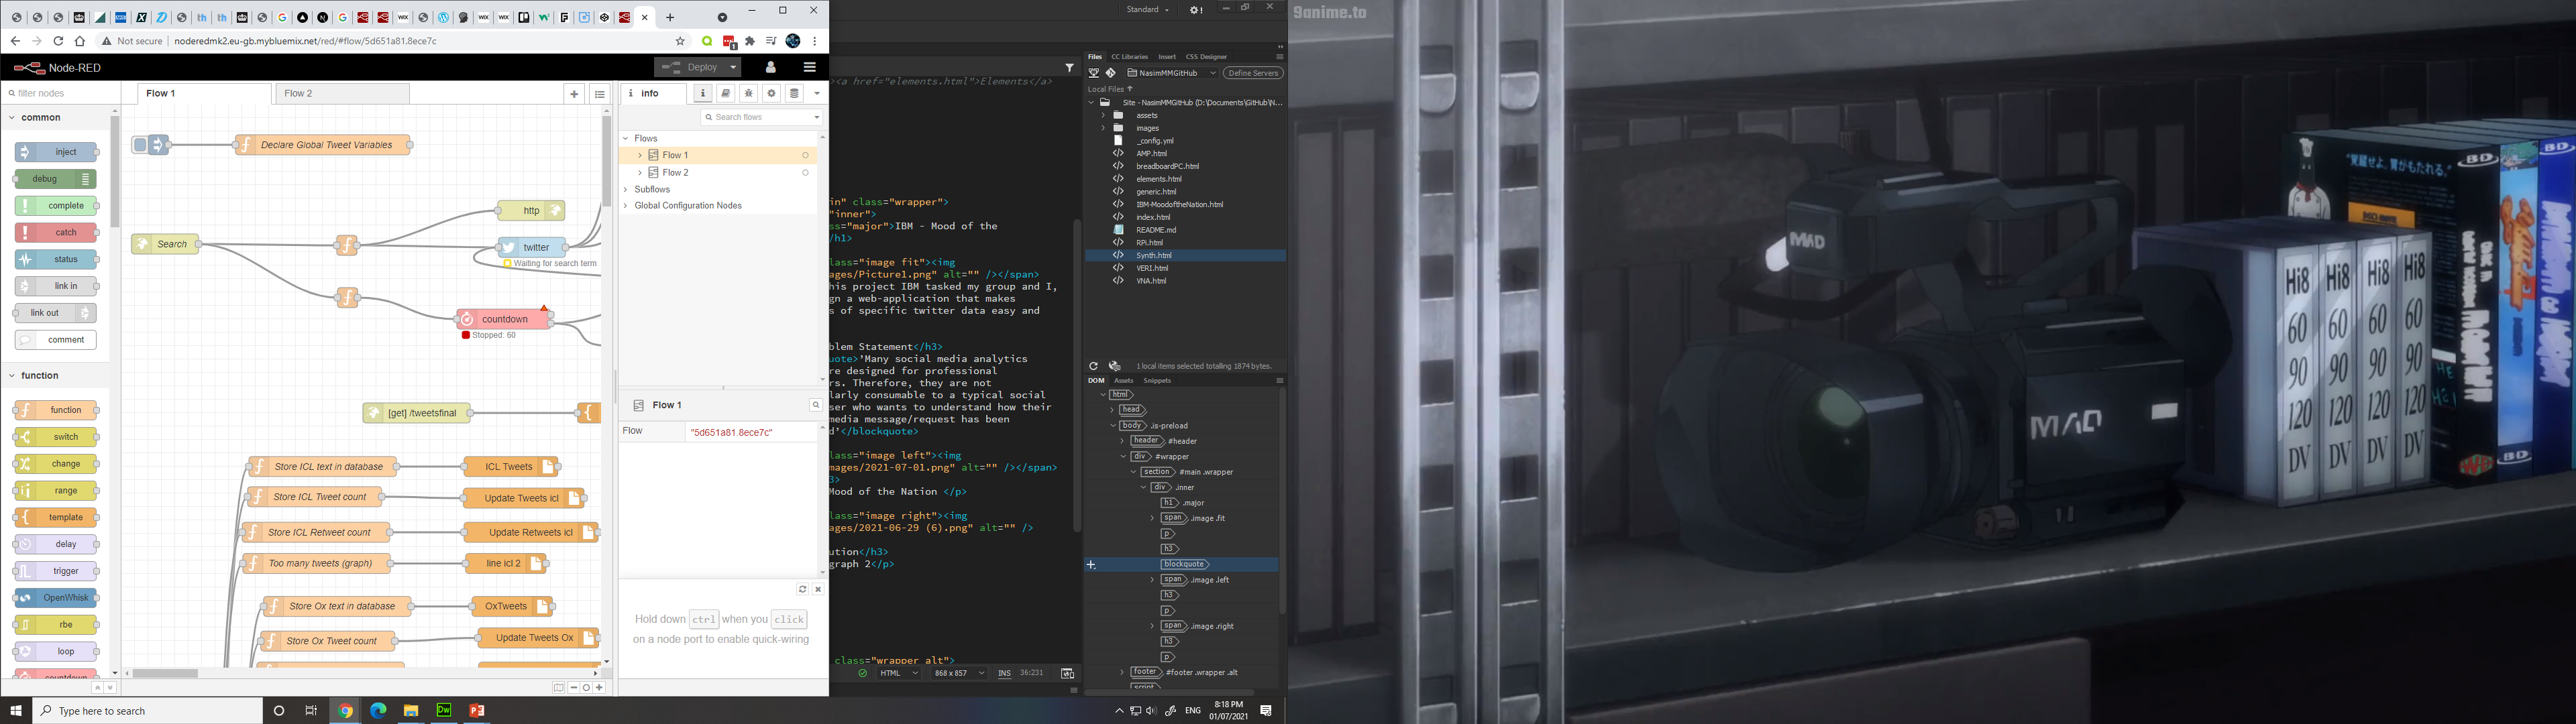 Not secure
noderedmk2.eu-gb.mybluemix.net/red/#flow/5d651a81.8ece7c
Node-RED
Deploy
filter nodes
common
inject
debug
complete
catch
status
link in
link out
comment
function
function
switch
change
range
template
delay
trigger
OpenWhisk
rbe
loop
countdown
Flow 1
Flow 2
Declare Global Tweet Variables
http
Search
twitter
Waiting for search term
countdown
Stopped: 60
[get] /tweetsfinal
Store ICL text in database
ICL Tweets
Store ICL Tweet count
Update Tweets icl
Store ICL Retweet count
Update Retweets icl
Too many tweets (graph)
line icl 2
Store Ox text in database
OxTweets
Store Ox Tweet count
Update Tweets Ox
info
Search flows
Flows
Flow 1
Flow 2
Subflows
Global Configuration Nodes
Flow 1
Flow
"5d651a81.8ece7c"
Hold down ctrl when you click
on a node port to enable quick-wiring
Standard
><a href="elements.html">Elements</a>
in" class="wrapper">
"inner">
ss="major">IBM - Mood of the
/h1>
lass="image fit"><img
ages/Picture1.png" alt="" /></span>
his project IBM tasked my group and I,
gn a web-application that makes
s of specific twitter data easy and
blem Statement</h3>
uote>'Many social media analytics
re designed for professional
rs. Therefore, they are not
larly consumable to a typical social
ser who wants to understand how their
media message/request has been
d'</blockquote>
lass="image left"><img
ages/2021-07-01.png" alt="" /></span>
3>
Mood of the Nation </p>
lass="image right"><img
ages/2021-06-29 (6).png" alt="" />
ution</h3>
graph 2</p>
class="wrapper alt">
HTML
868 x 857
INS
36:231
Files
CC Libraries
Insert
CSS Designer
NasimMMGitHub
Define Servers
Local Files
Site - NasimMMGitHub (D:\Documents\GitHub\N...
assets
images
_config.yml
AMP.html
breadboardPC.html
elements.html
generic.html
IBM-MoodoftheNation.html
index.html
README.md
RPi.html
Synth.html
VERI.html
VNA.html
1 local items selected totalling 1874 bytes.
DOM
Assets
Snippets
html
head
body .is-preload
header #header
div #wrapper
section #main .wrapper
div .inner
h1 .major
span .image .fit
p
h3
blockquote
span .image .left
h3
p
span .image .right
h3
p
footer #footer .wrapper .alt
script
Type here to search
ENG
8:18 PM
01/07/2021
9anime.to
MAD
MAD
Hi8
60
90
120
DV
Hi8
60
90
120
DV
Hi8
60
90
120
DV
Hi8
60
90
120
DV
BD
BD
BD